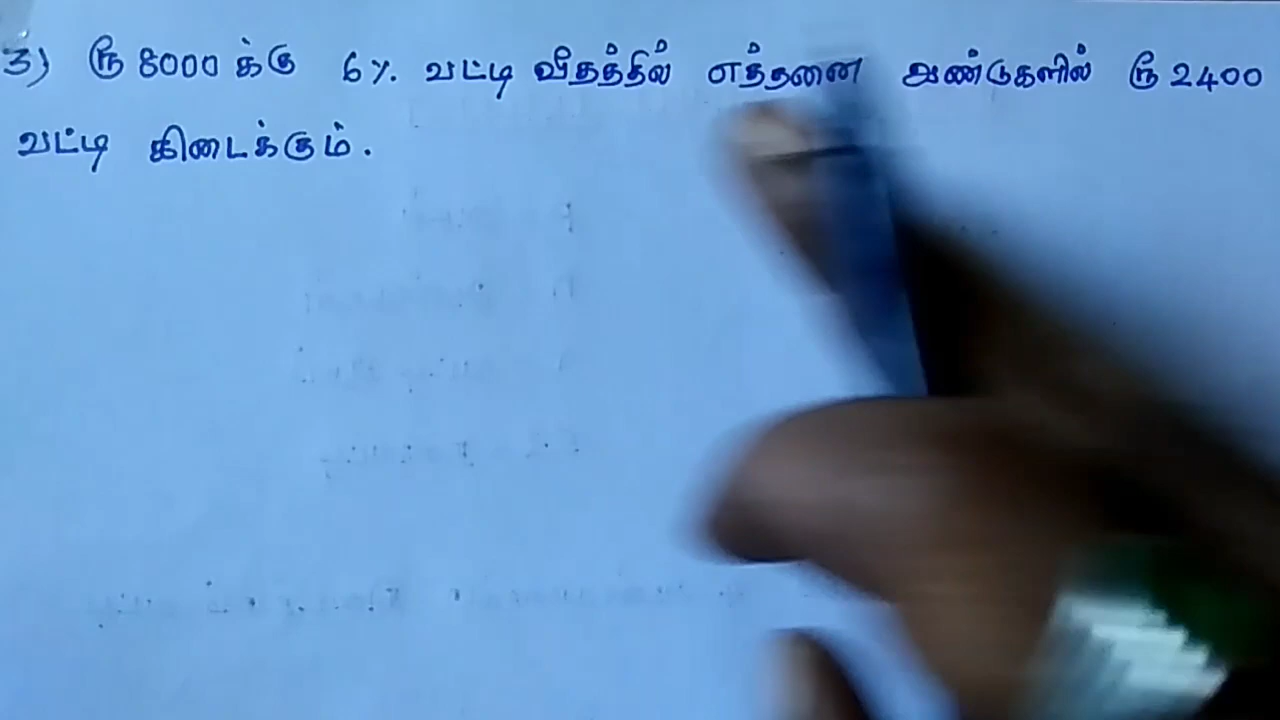 3) ரூ 8000 க்கு 6%. வட்டி வீதத்தில் எத்தனை ஆண்டுகளில் ரூ 2400
வட்டி கிடைக்கும்.